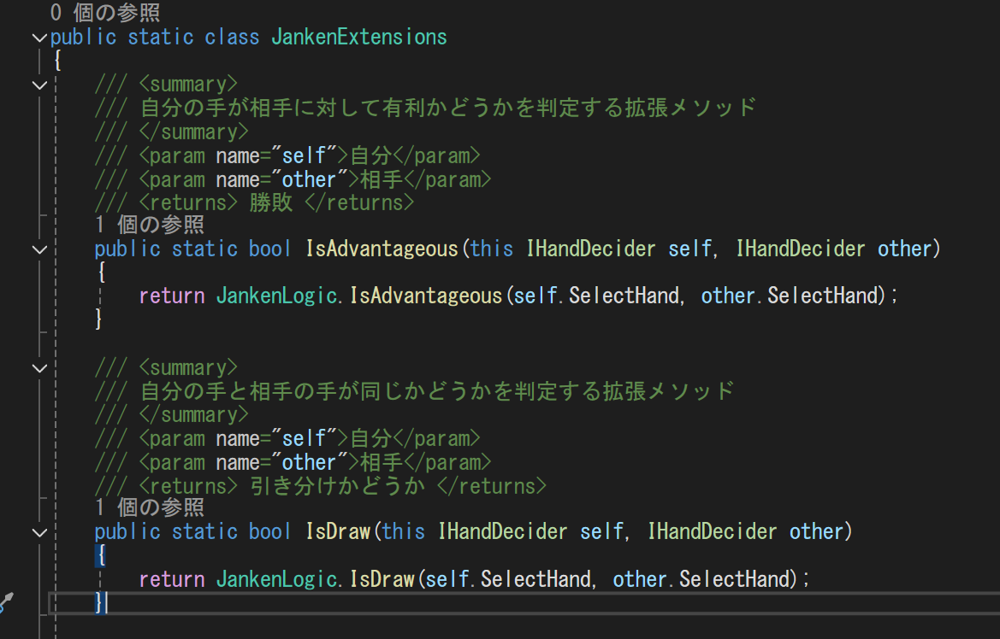 0 個の参照
public static class JankenExtensions
{
/// <summary>
/// 自分の手が相手に対して有利かどうかを判定する拡張メソッド
/// </summary>
/// <param name="self">自分</param>
/// <param name="other">相手</param>
/// <returns> 勝敗 </returns>
1 個の参照
public static bool IsAdvantageous(this IHandDecider self, IHandDecider other)
{
return JankenLogic.IsAdvantageous(self.SelectHand, other.SelectHand);
}
/// <summary>
/// 自分の手と相手の手が同じかどうかを判定する拡張メソッド
/// </summary>
/// <param name="self">自分</param>
/// <param name="other">相手</param>
/// <returns> 引き分けかどうか </returns>
1 個の参照
public static bool IsDraw(this IHandDecider self, IHandDecider other)
{
return JankenLogic.IsDraw(self.SelectHand, other.SelectHand);
}